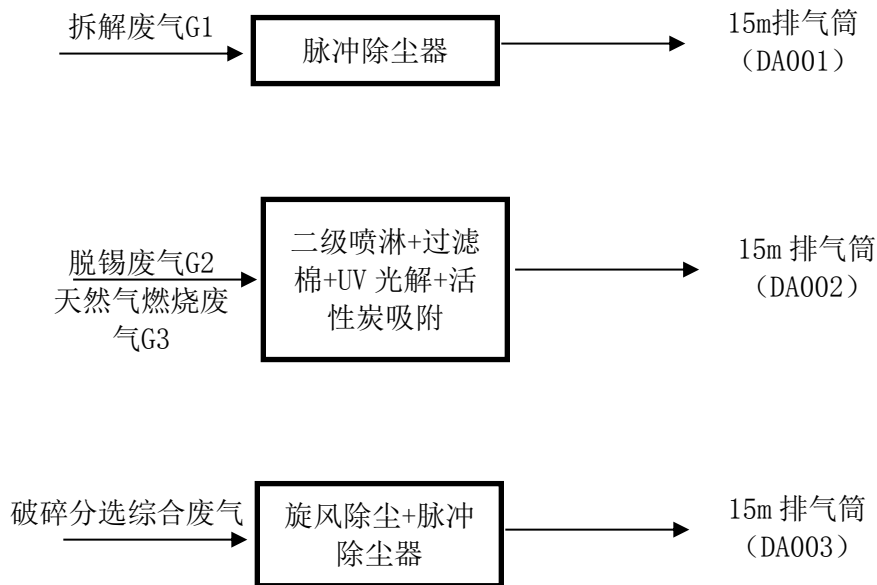 拆解废气G1
脉冲除尘器
15m排气筒
（DA001）
脱锡废气G2
天然气燃烧废
气G3
二级喷淋+过滤
棉+UV 光解+活
性炭吸附
15m 排气筒
（DA002）
破碎分选综合废气
旋风除尘+脉冲
除尘器
15m 排气筒
（DA003）